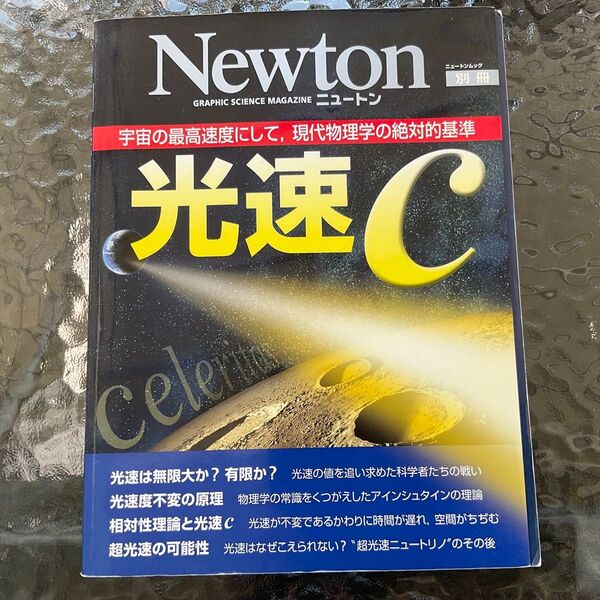 Newton
GRAPHIC SCIENCE MAGAZINE ニュートン
ニュートンムック
別冊
宇宙の最高速度にして，現代物理学の絶対的基準
光速c
光速は無限大か？ 有限か？ 光速の値を追い求めた科学者たちの戦い
光速度不変の原理 物理学の常識をくつがえしたアインシュタインの理論
相対性理論と光速c 光速が不変であるかわりに時間が遅れ，空間がちぢむ
超光速の可能性 光速はなぜこえられない？“超光速ニュートリノ”のその後